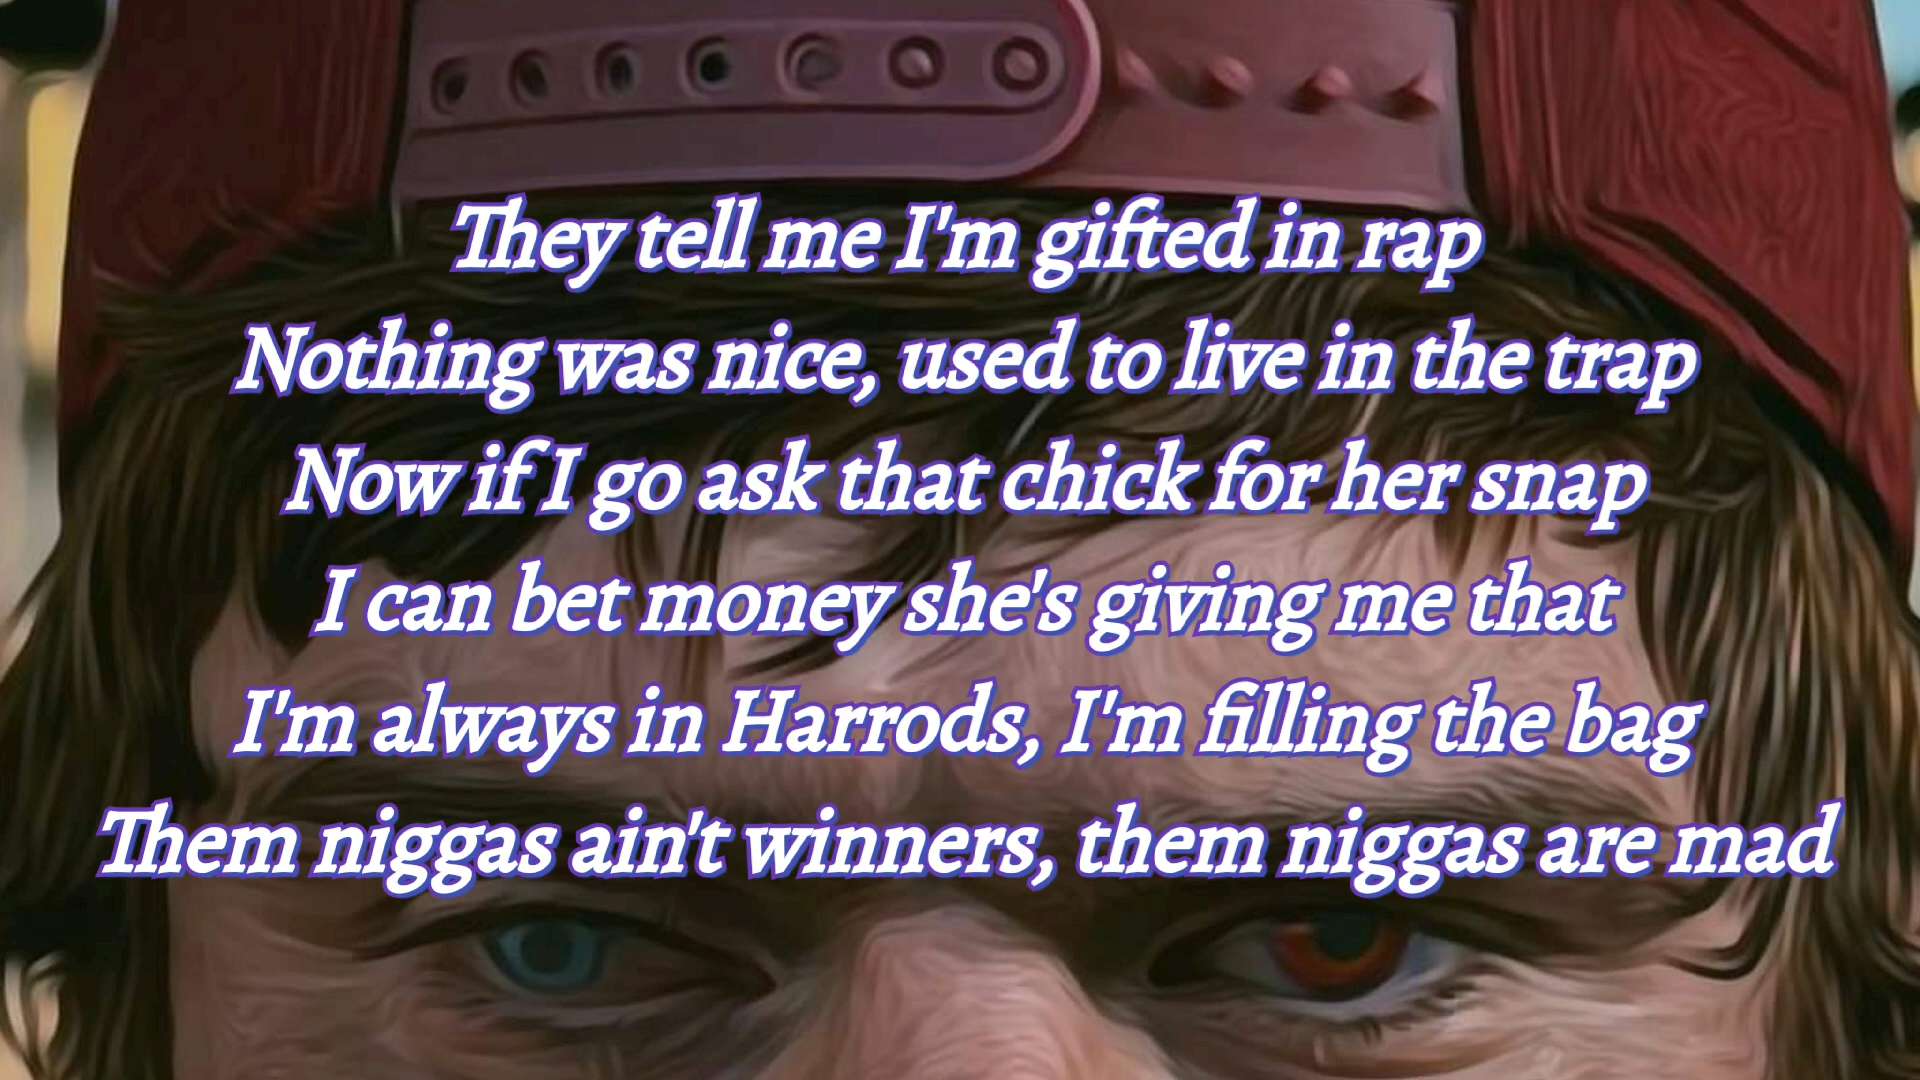 They tell me I'm gifted in rap
Nothing was nice, used to live in the trap
Now if I go ask that chick for her snap
I can bet money she's giving me that
I'm always in Harrods, I'm filling the bag
Them niggas ain't winners, them niggas are mad